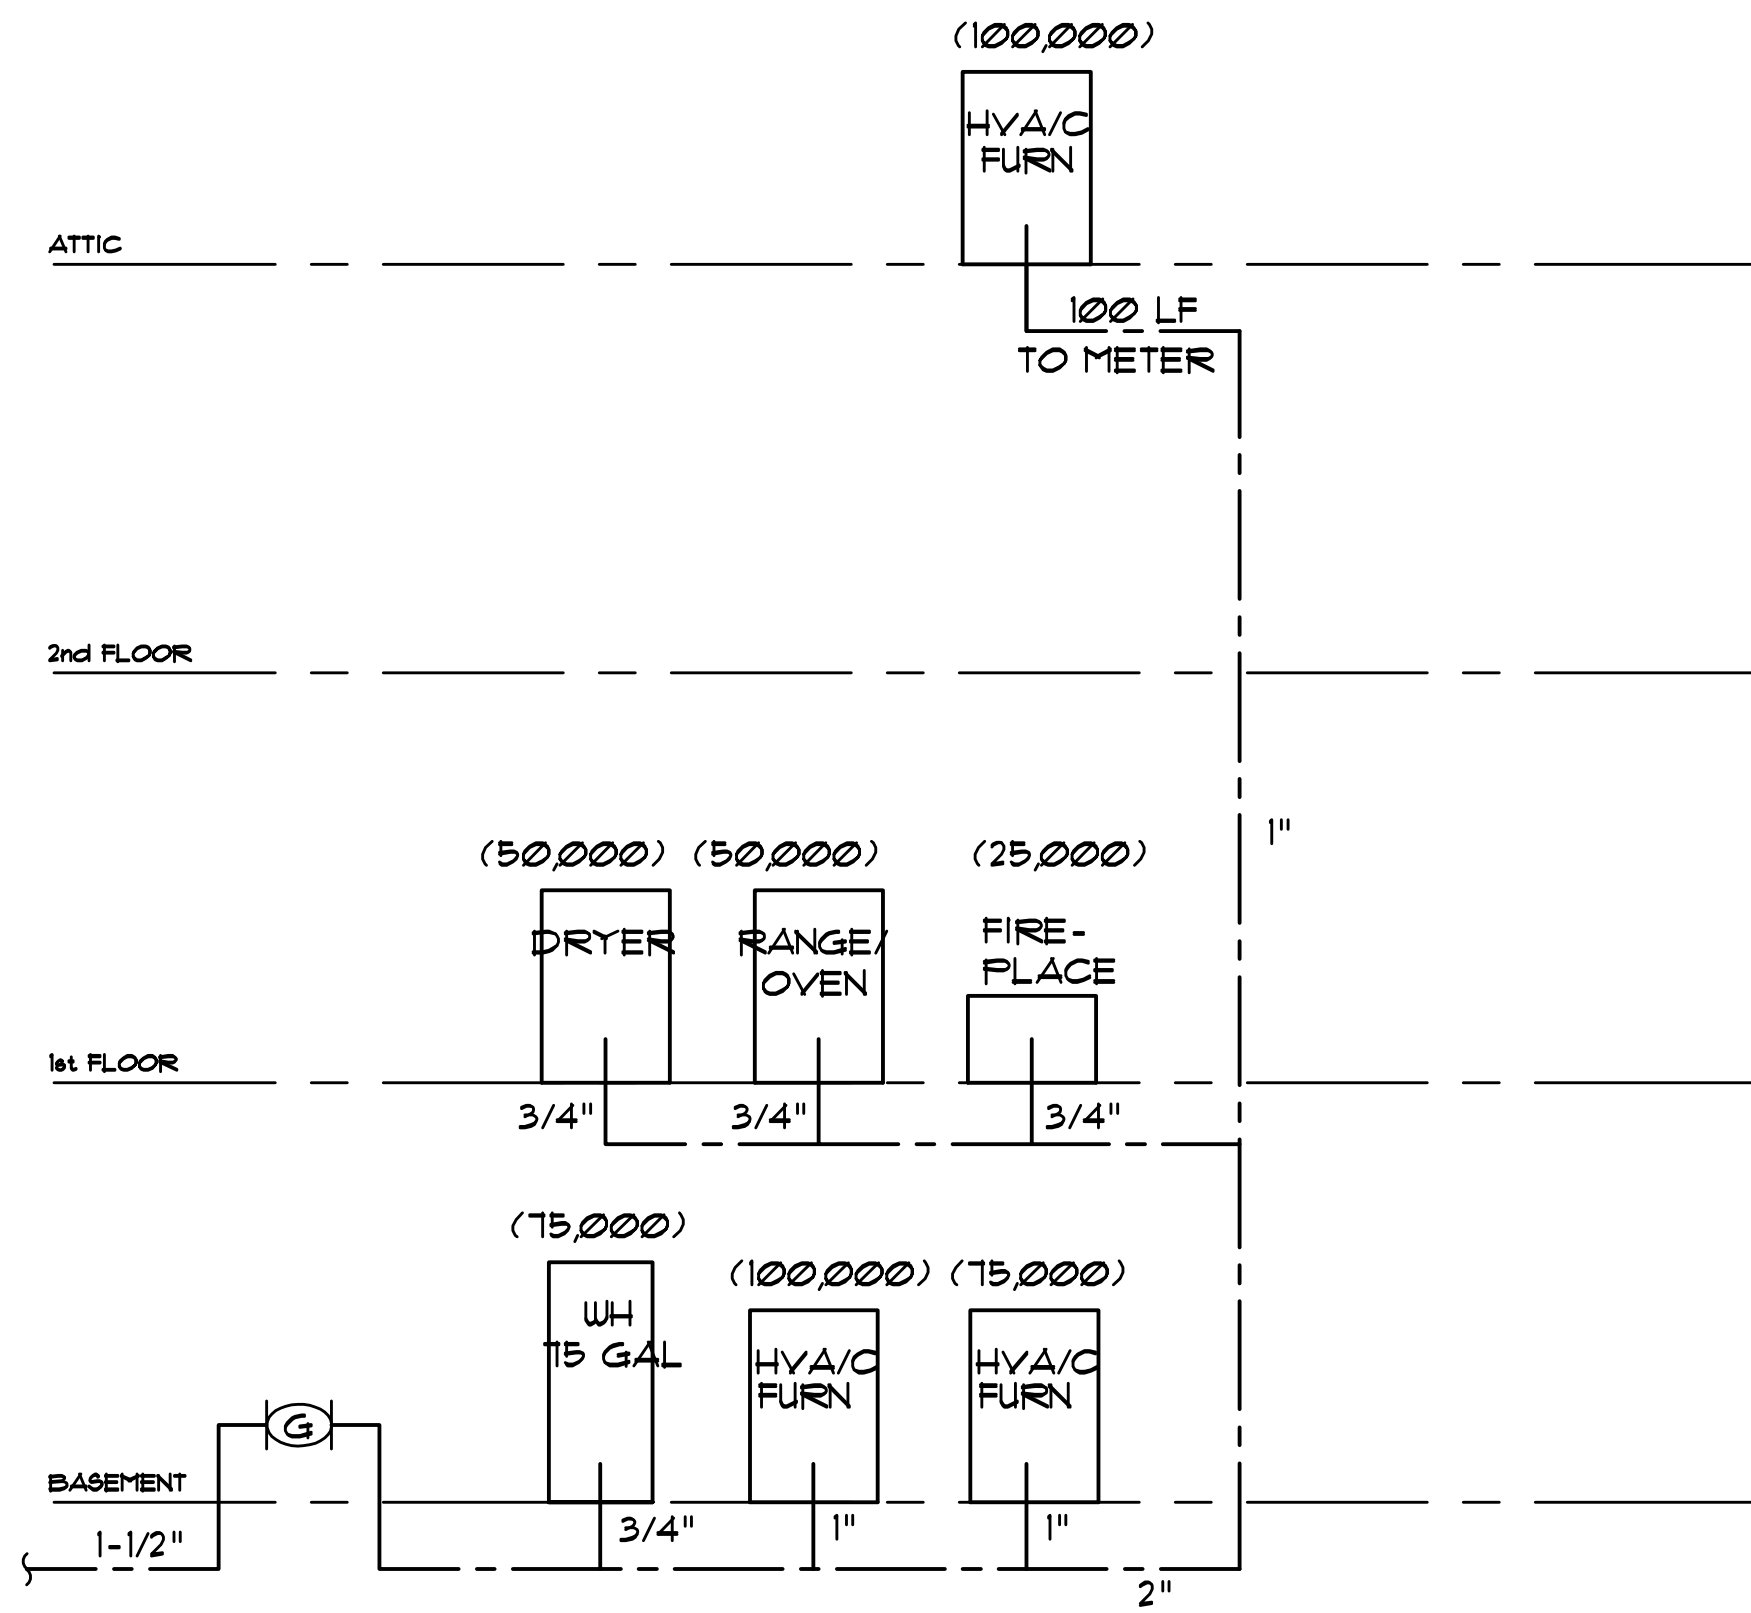 (100,000)
HVA/C
FURN
ATTIC
100 LF
TO METER
2nd FLOOR
1"
(50,000) (50,000) (25,000)
FIRE-
PLACE
DRYER
RANGE/
OVEN
1st FLOOR
3/4" 3/4" 3/4"
(75,000)
(100,000) (75,000)
WH
75 GAL
HVA/C
FURN
HVA/C
FURN
G
BASEMENT
1-1/2"
3/4" 1" 1"
2"